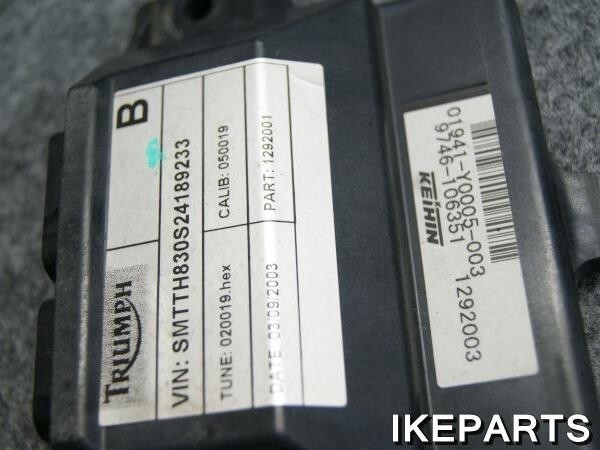 TRIUMPH
B
VIN: SMTTH830S24189233
TUNE: 020019.hex
CALIB: 050019
DATE: 03/09/2003
PART: 1292001
KEIHIN
01941-Y0005-003
9746-106351 1292003
IKEPARTS